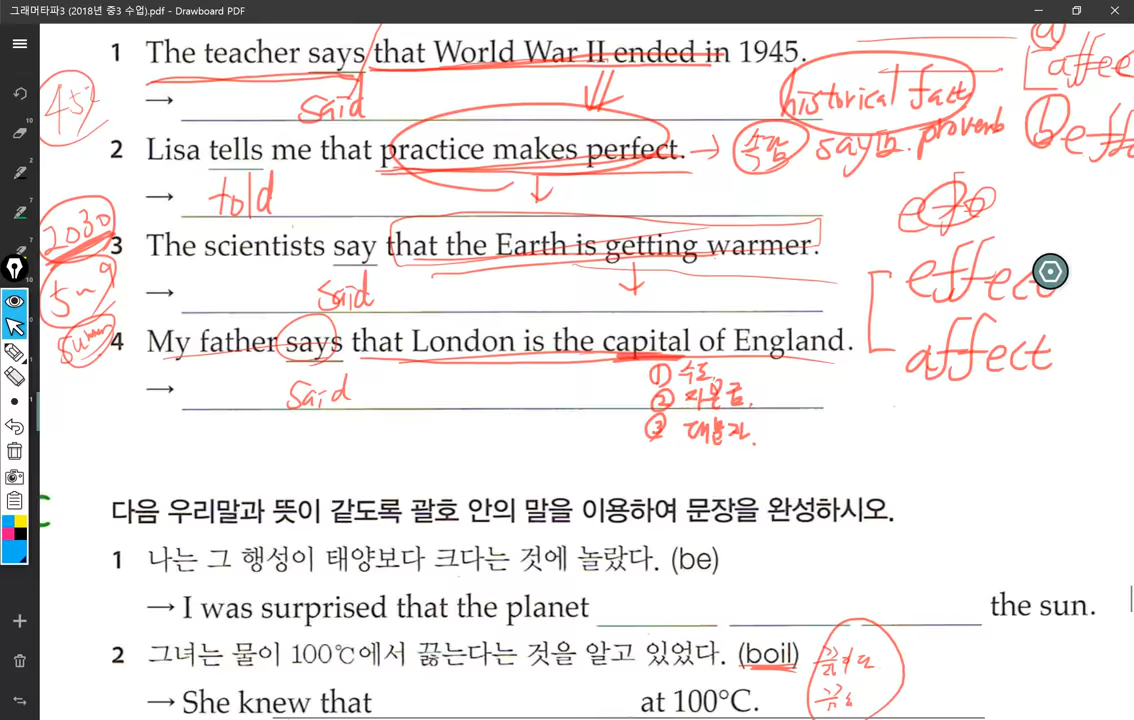 그래머타파3 (2018년 중3 수업).pdf - Drawboard PDF
1 The teacher says that World War II ended in 1945.
→ said
historical fact
affec
2 Lisa tells me that practice makes perfect. → 속담 saying. proverb
ⓑ effe
→ told
2030
3 The scientists say that the Earth is getting warmer.
effect
→ said
4 My father says that London is the capital of England.
affect
→ said
① 수도
② 자본금.
③ 대문자.
다음 우리말과 뜻이 같도록 괄호 안의 말을 이용하여 문장을 완성하시오.
1 나는 그 행성이 태양보다 크다는 것에 놀랐다. (be)
→ I was surprised that the planet the sun.
2 그녀는 물이 100℃에서 끓는다는 것을 알고 있었다. (boil)
끓이다
→ She knew that at 100°C.